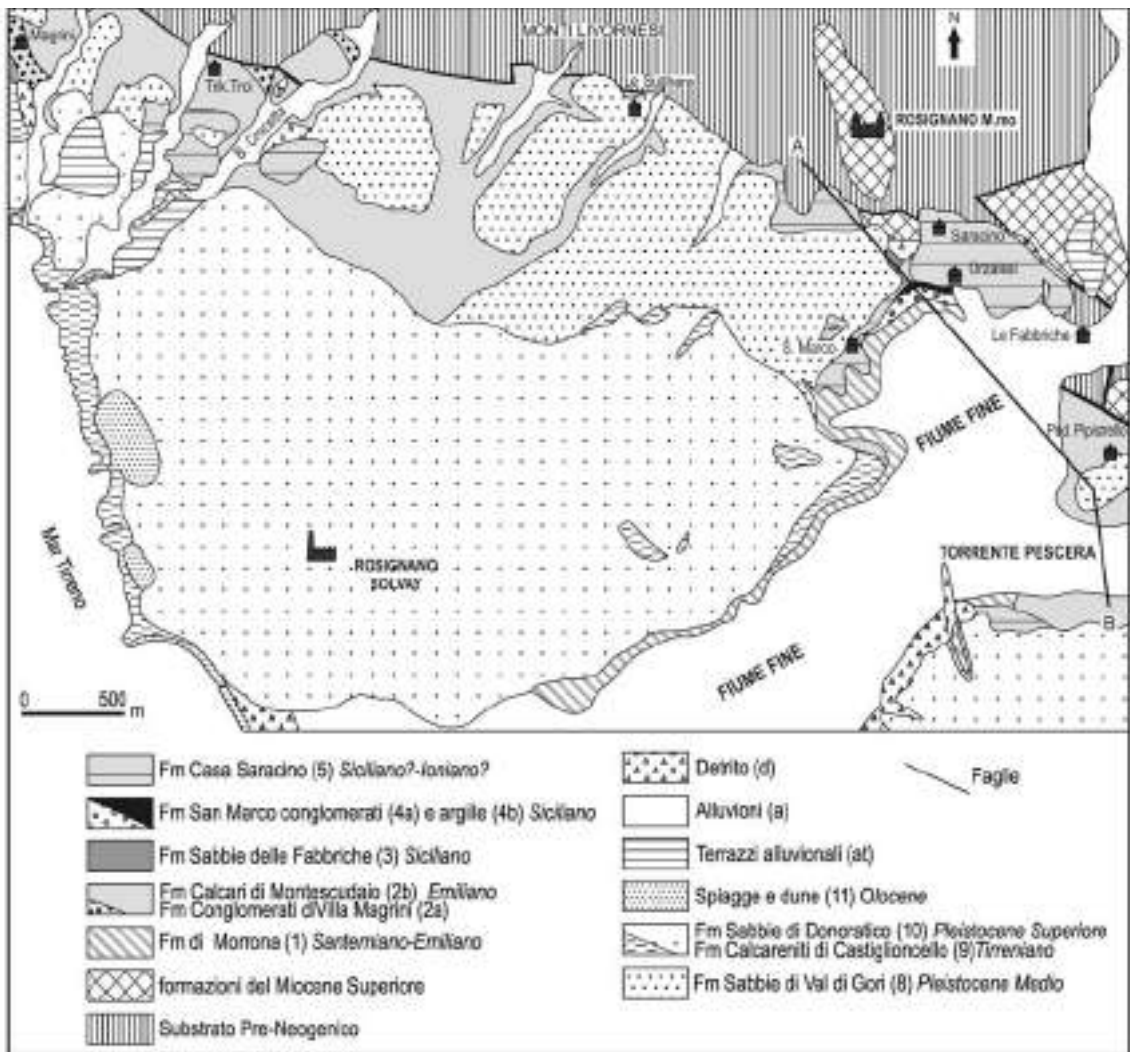 Magrini
MONTI LIVORNESI
N
Trik. Troi.
ROSIGNANO M.mo
A
Saracino
Le Fabbriche
S. Marco
FIUME FINE
Pod. Pipistrello
Mar Tirreno
ROSIGNANO
SOLVAY
TORRENTE PESCERA
B
FIUME FINE
0 500
m
Fm Casa Saracino (5) Siciliano?-Ioniano?
Fm San Marco conglomerati (4a) e argille (4b) Siciliano
Fm Sabbie delle Fabbriche (3) Siciliano
Fm Calcari di Montescudaio (2b) Emiliano
Fm Conglomerati diVilla Magrini (2a)
Fm di Morrona (1) Santerniano-Emiliano
formazioni del Miocene Superiore
Substrato Pre-Neogenico
Detrito (d)
Alluvioni (a)
Terrazzi alluvionali (at)
Spiagge e dune (11) Olocene
Fm Sabbie di Donoratico (10) Pleistocene Superiore
Fm Calcareniti di Castiglioncello (9)Tirreniano
Fm Sabbie di Val di Gori (8) Pleistocene Medio
Faglie